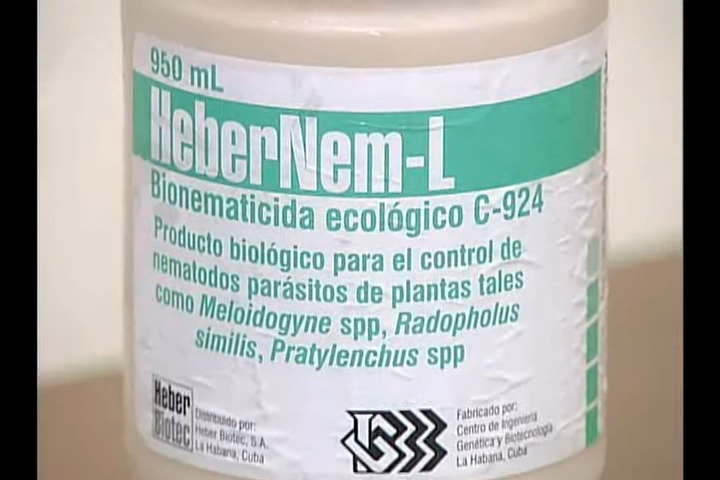 950 mL
HeberNem-L
Bionematicida ecológico C-924
Producto biológico para el control de
nematodos parásitos de plantas tales
como Meloidogyne spp, Radopholus
similis, Pratylenchus spp
Heber
Biotec
Distribuido por:
Heber Biotec, S.A.
La Habana, Cuba
Fabricado por:
Centro de Ingeniería
Genética y Biotecnología
La Habana, Cuba